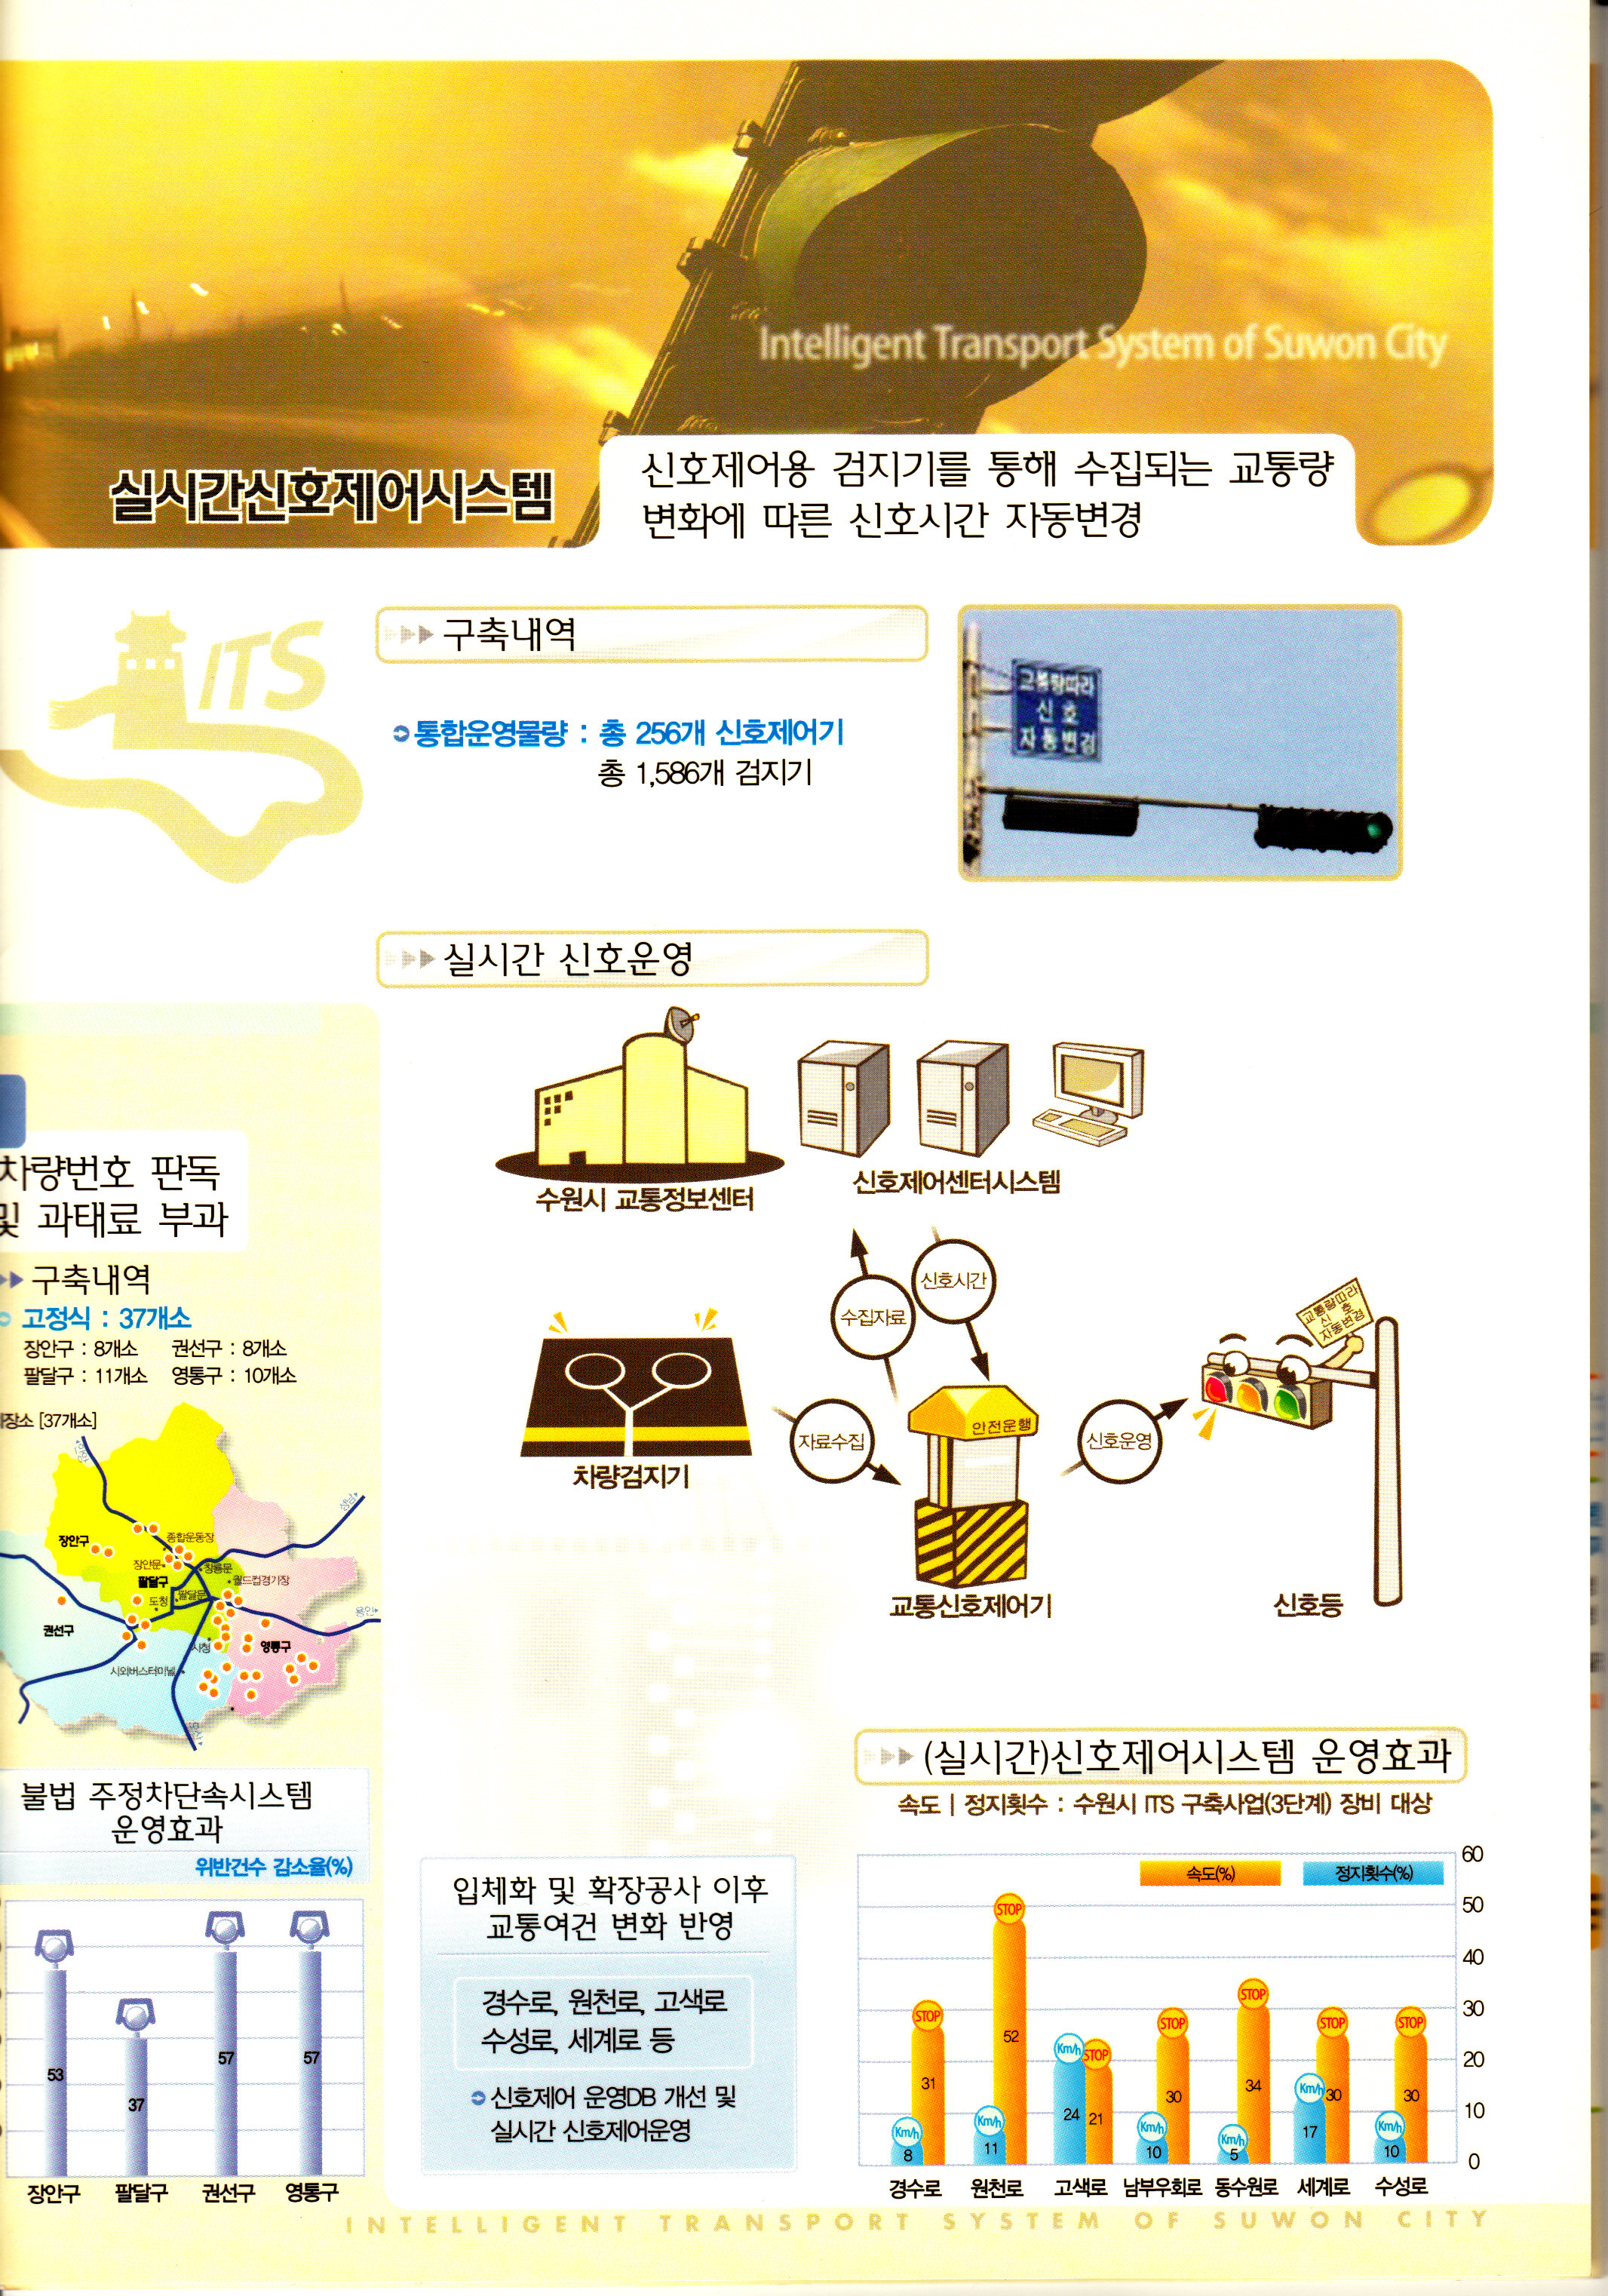 Intelligent Transport System of Suwon City
실시간신호제어시스템
신호제어용 검지기를 통해 수집되는 교통량
변화에 따른 신호시간 자동변경
ITS
구축내역
통합운영물량 : 총 256개 신호제어기
총 1,586개 검지기
교통량따라
신호
자동변경
실시간 신호운영
수원시 교통정보센터
신호제어센터시스템
수집자료
신호시간
자료수집
안전운행
신호운영
교통량따라
신호
자동변경
차량검지기
교통신호제어기
신호등
차량번호 판독
및 과태료 부과
구축내역
고정식 : 37개소
장안구 : 8개소 권선구 : 8개소
팔달구 : 11개소 영통구 : 10개소
장소 [37개소]
장안구
종합운동장
장안문
창룡문
팔달구
월드컵경기장
도청
팔달문
권선구
시청
영통구
시외버스터미널
성남
용인
불법 주정차단속시스템
운영효과
위반건수 감소율(%)
53
37
57
57
장안구 팔달구 권선구 영통구
입체화 및 확장공사 이후
교통여건 변화 반영
경수로, 원천로, 고색로
수성로, 세계로 등
신호제어 운영DB 개선 및
실시간 신호제어운영
(실시간)신호제어시스템 운영효과
속도 | 정지횟수 : 수원시 ITS 구축사업(3단계) 장비 대상
속도(%)
정지횟수(%)
60
50
40
30
20
10
0
Km/h STOP
8 31
Km/h STOP
11 52
Km/h STOP
24 21
Km/h STOP
10 30
Km/h STOP
5 34
Km/h STOP
17 30
Km/h STOP
10 30
경수로 원천로 고색로 남부우회로 동수원로 세계로 수성로
INTELLIGENT TRANSPORT SYSTEM OF SUWON CITY